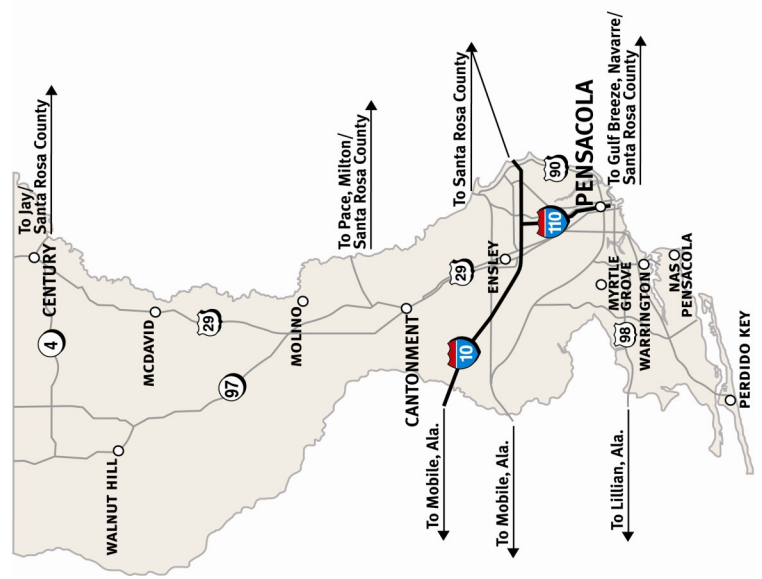 To Jay/
Santa Rosa County
CENTURY
4
MCDAVID
29
WALNUT HILL
97
MOLINO
To Pace, Milton/
Santa Rosa County
CANTONMENT
To Santa Rosa County
29
ENSLEY
10
To Mobile, Ala.
To Mobile, Ala.
90
110
PENSACOLA
To Gulf Breeze, Navarre/
Santa Rosa County
MYRTLE
GROVE
98
WARRINGTON
NAS
PENSACOLA
To Lillian, Ala.
PERDIDO KEY